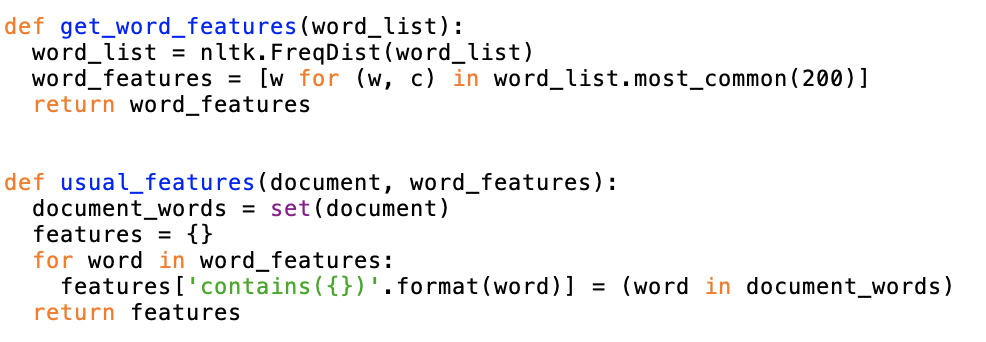 def get_word_features(word_list):
  word_list = nltk.FreqDist(word_list)
  word_features = [w for (w, c) in word_list.most_common(200)]
  return word_features
def usual_features(document, word_features):
  document_words = set(document)
  features = {}
  for word in word_features:
    features['contains({})'.format(word)] = (word in document_words)
  return features